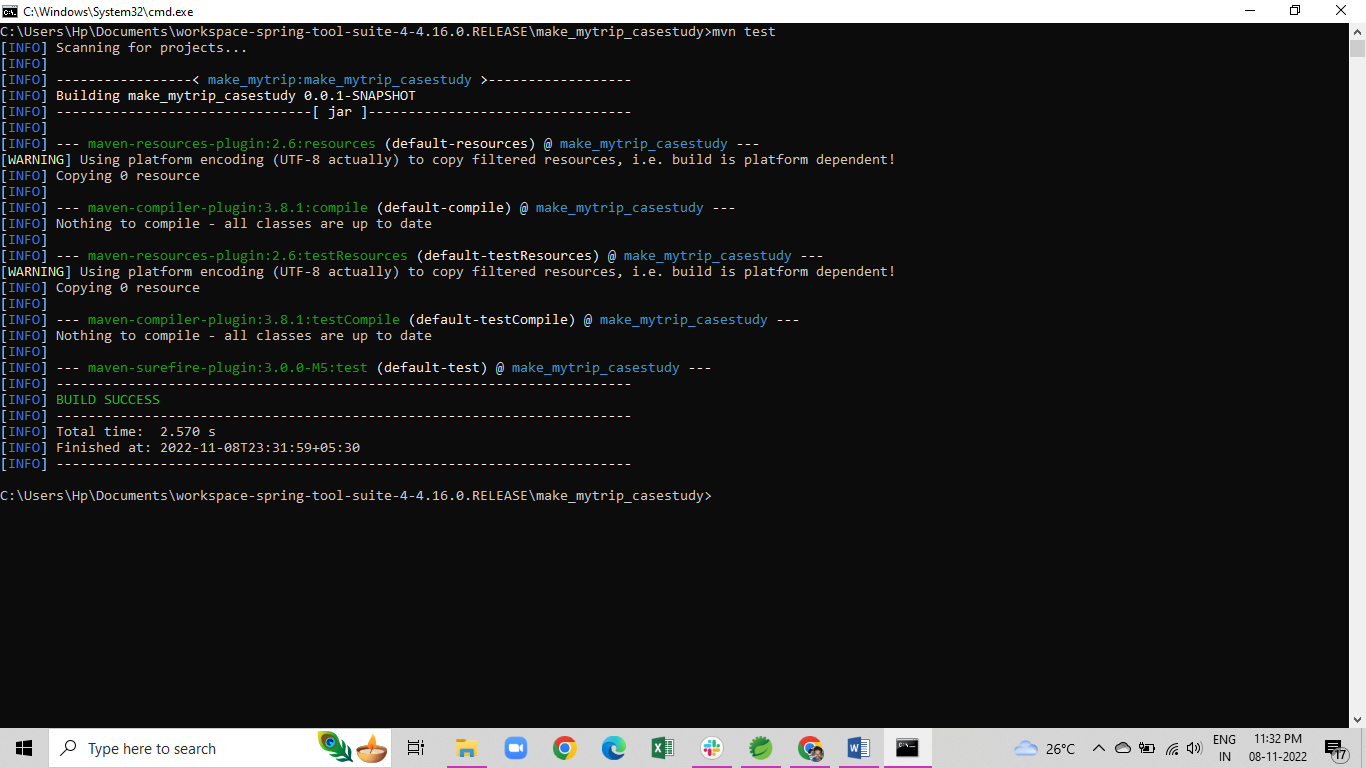 C:\Windows\System32\cmd.exe
C:\Users\Hp\Documents\workspace-spring-tool-suite-4-4.16.0.RELEASE\make_mytrip_casestudy>mvn test
[INFO] Scanning for projects...
[INFO]
[INFO] -----------------< make_mytrip:make_mytrip_casestudy >------------------
[INFO] Building make_mytrip_casestudy 0.0.1-SNAPSHOT
[INFO] --------------------------------[ jar ]---------------------------------
[INFO]
[INFO] --- maven-resources-plugin:2.6:resources (default-resources) @ make_mytrip_casestudy ---
[WARNING] Using platform encoding (UTF-8 actually) to copy filtered resources, i.e. build is platform dependent!
[INFO] Copying 0 resource
[INFO]
[INFO] --- maven-compiler-plugin:3.8.1:compile (default-compile) @ make_mytrip_casestudy ---
[INFO] Nothing to compile - all classes are up to date
[INFO]
[INFO] --- maven-resources-plugin:2.6:testResources (default-testResources) @ make_mytrip_casestudy ---
[WARNING] Using platform encoding (UTF-8 actually) to copy filtered resources, i.e. build is platform dependent!
[INFO] Copying 0 resource
[INFO]
[INFO] --- maven-compiler-plugin:3.8.1:testCompile (default-testCompile) @ make_mytrip_casestudy ---
[INFO] Nothing to compile - all classes are up to date
[INFO]
[INFO] --- maven-surefire-plugin:3.0.0-M5:test (default-test) @ make_mytrip_casestudy ---
[INFO] ------------------------------------------------------------------------
[INFO] BUILD SUCCESS
[INFO] ------------------------------------------------------------------------
[INFO] Total time:  2.570 s
[INFO] Finished at: 2022-11-08T23:31:59+05:30
[INFO] ------------------------------------------------------------------------
C:\Users\Hp\Documents\workspace-spring-tool-suite-4-4.16.0.RELEASE\make_mytrip_casestudy>
Type here to search
26°C
ENG
IN
11:32 PM
08-11-2022
17